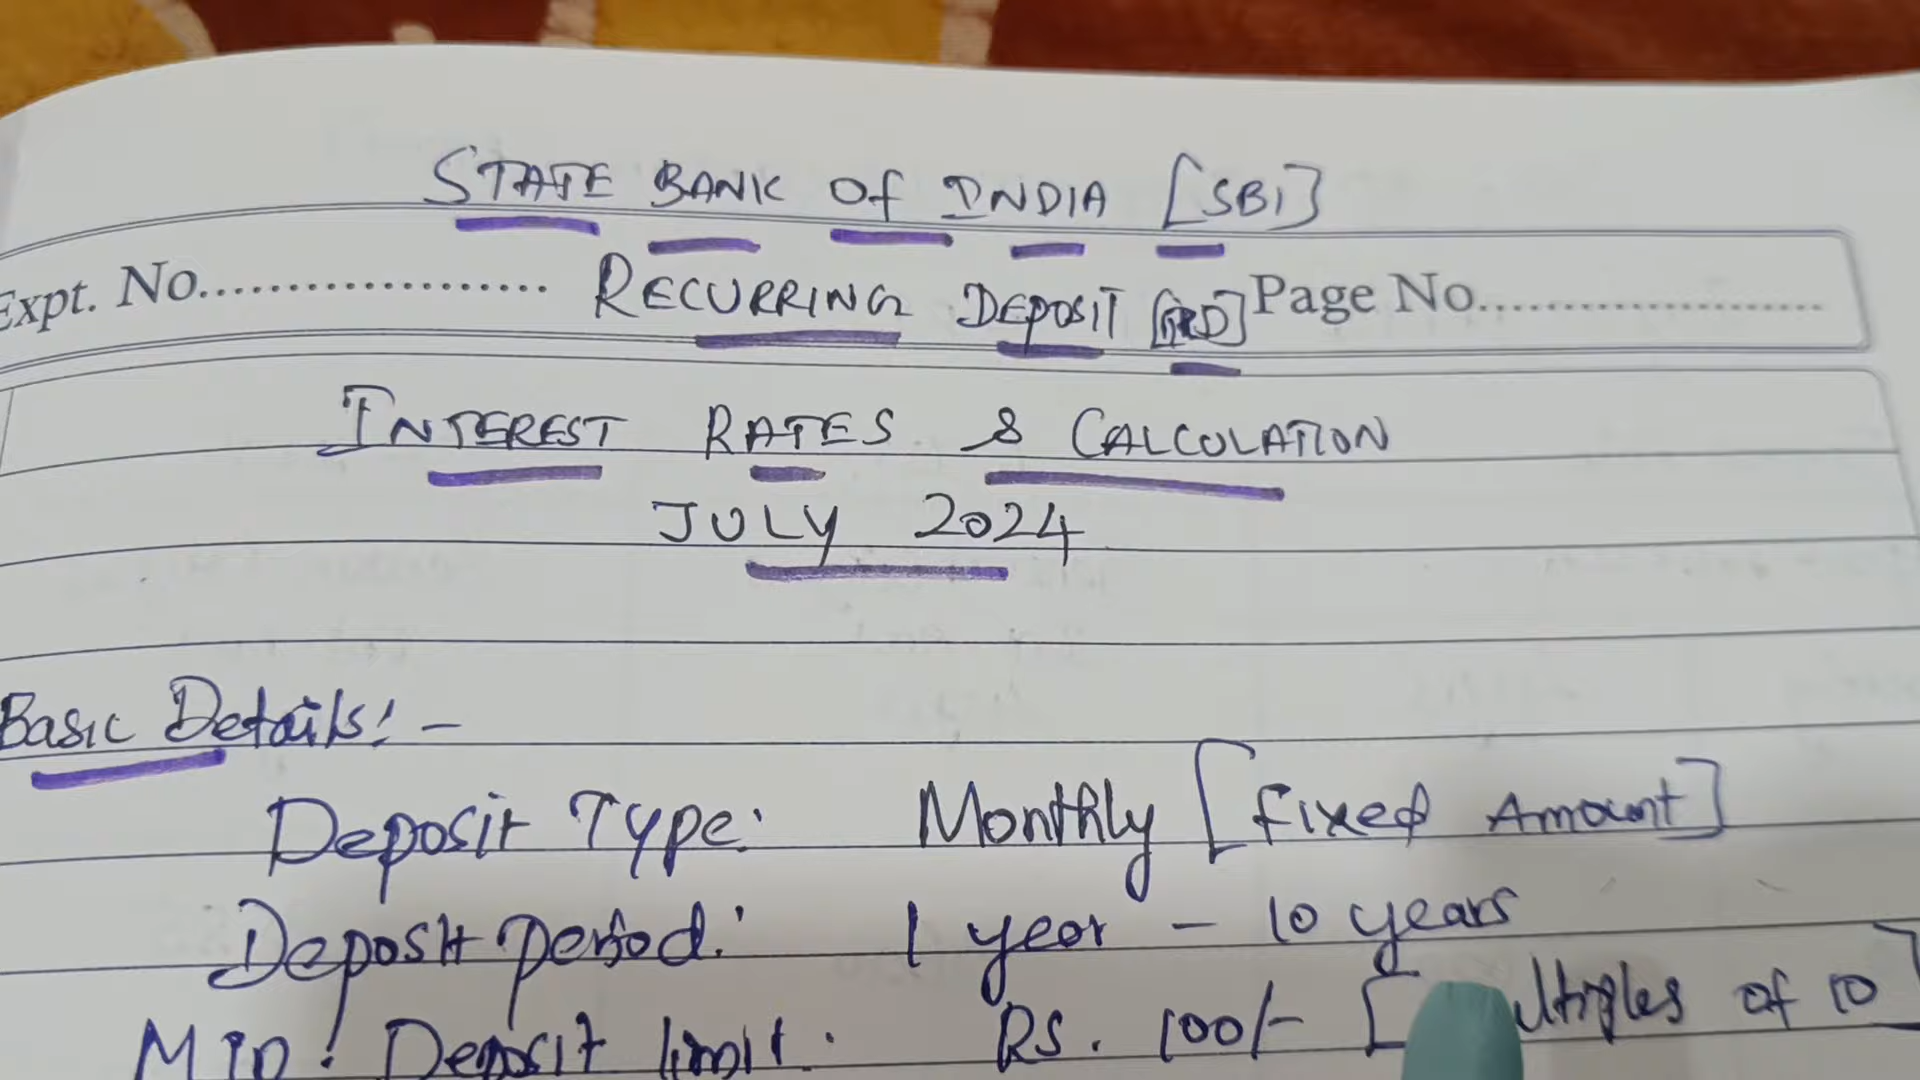 STATE BANK Of INDIA [SBI]
Expt. No.................... RECURRING DEPOSIT [RD] Page No........................
INTEREST RATES & CALCULATION
JULY 2024
Basic Details:-
Deposit Type: Monthly [fixed Amount]
Deposit period: 1 year - 10 years
Min: Deposit limit: RS. 100/- [ of 10]